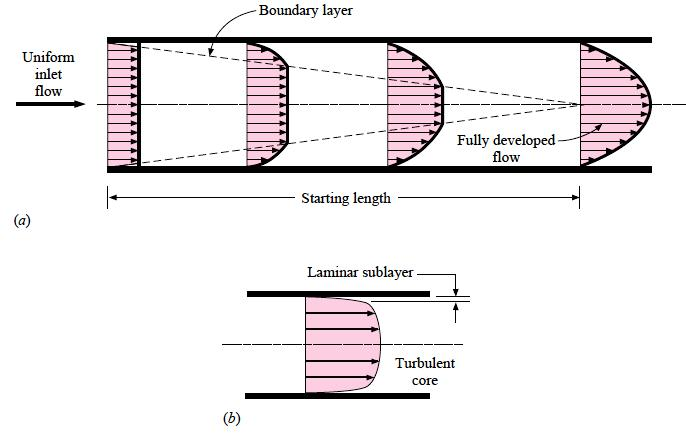 Boundary layer
Uniform
inlet
flow
Fully developed
flow
Starting length
(a)
Laminar sublayer
Turbulent
core
(b)